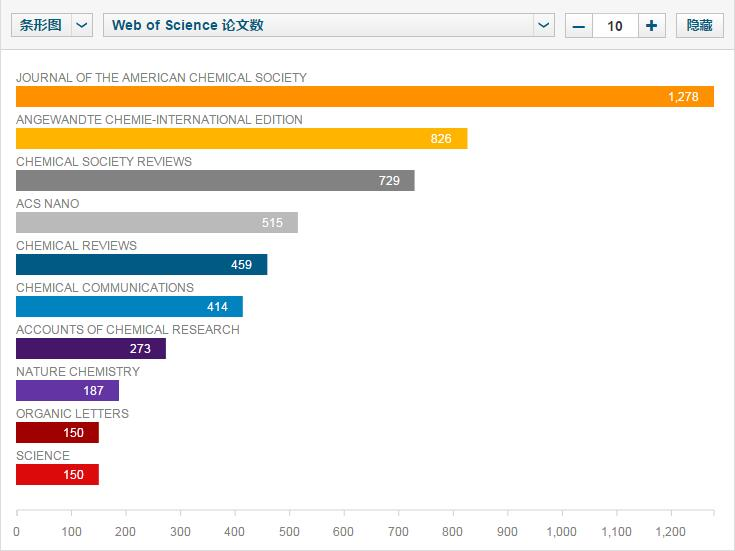 条形图
Web of Science 论文数
− 10 +
隐藏
JOURNAL OF THE AMERICAN CHEMICAL SOCIETY
1,278
ANGEWANDTE CHEMIE-INTERNATIONAL EDITION
826
CHEMICAL SOCIETY REVIEWS
729
ACS NANO
515
CHEMICAL REVIEWS
459
CHEMICAL COMMUNICATIONS
414
ACCOUNTS OF CHEMICAL RESEARCH
273
NATURE CHEMISTRY
187
ORGANIC LETTERS
150
SCIENCE
150
0 100 200 300 400 500 600 700 800 900 1,000 1,100 1,200